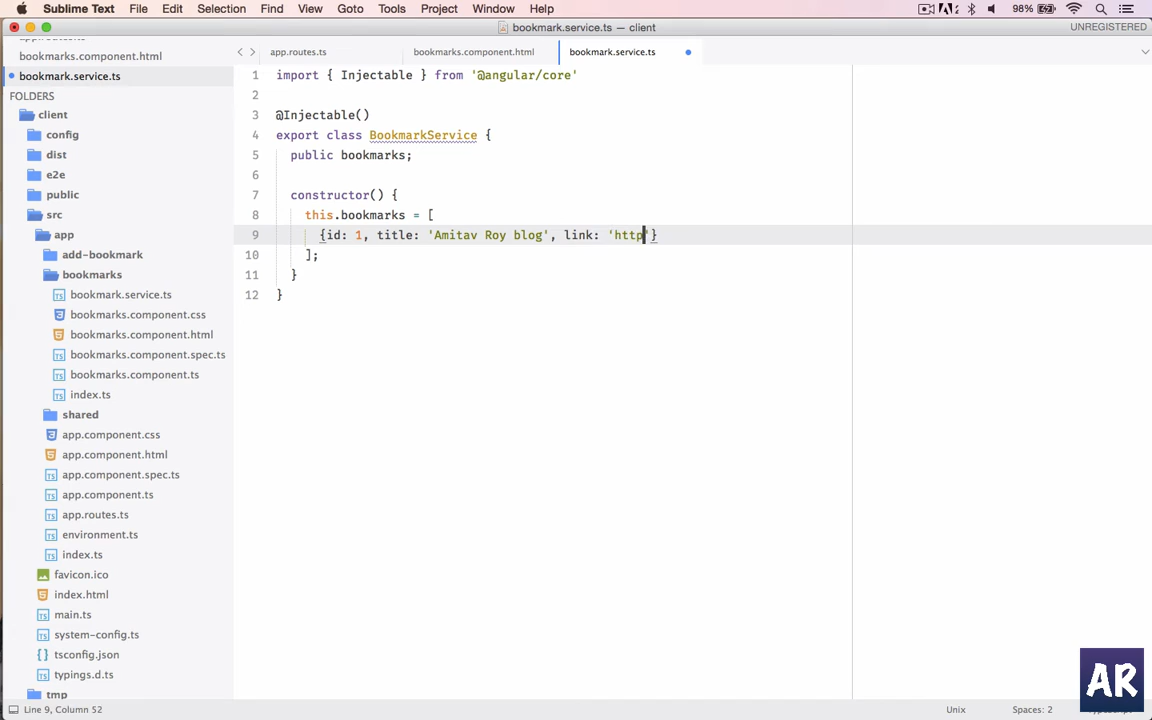 Sublime Text File Edit Selection Find View Goto Tools Project Window Help 98%
bookmark.service.ts — client UNREGISTERED
bookmarks.component.html
bookmark.service.ts
FOLDERS
client
config
dist
e2e
public
src
app
add-bookmark
bookmarks
bookmark.service.ts
bookmarks.component.css
bookmarks.component.html
bookmarks.component.spec.ts
bookmarks.component.ts
index.ts
shared
app.component.css
app.component.html
app.component.spec.ts
app.component.ts
app.routes.ts
environment.ts
index.ts
favicon.ico
index.html
main.ts
system-config.ts
tsconfig.json
typings.d.ts
tmp
app.routes.ts bookmarks.component.html bookmark.service.ts
1 import { Injectable } from '@angular/core'
2
3 @Injectable()
4 export class BookmarkService {
5 public bookmarks;
6
7 constructor() {
8 this.bookmarks = [
9 {id: 1, title: 'Amitav Roy blog', link: 'http'}
10 ];
11 }
12 }
Line 9, Column 52 Unix Spaces: 2
AR